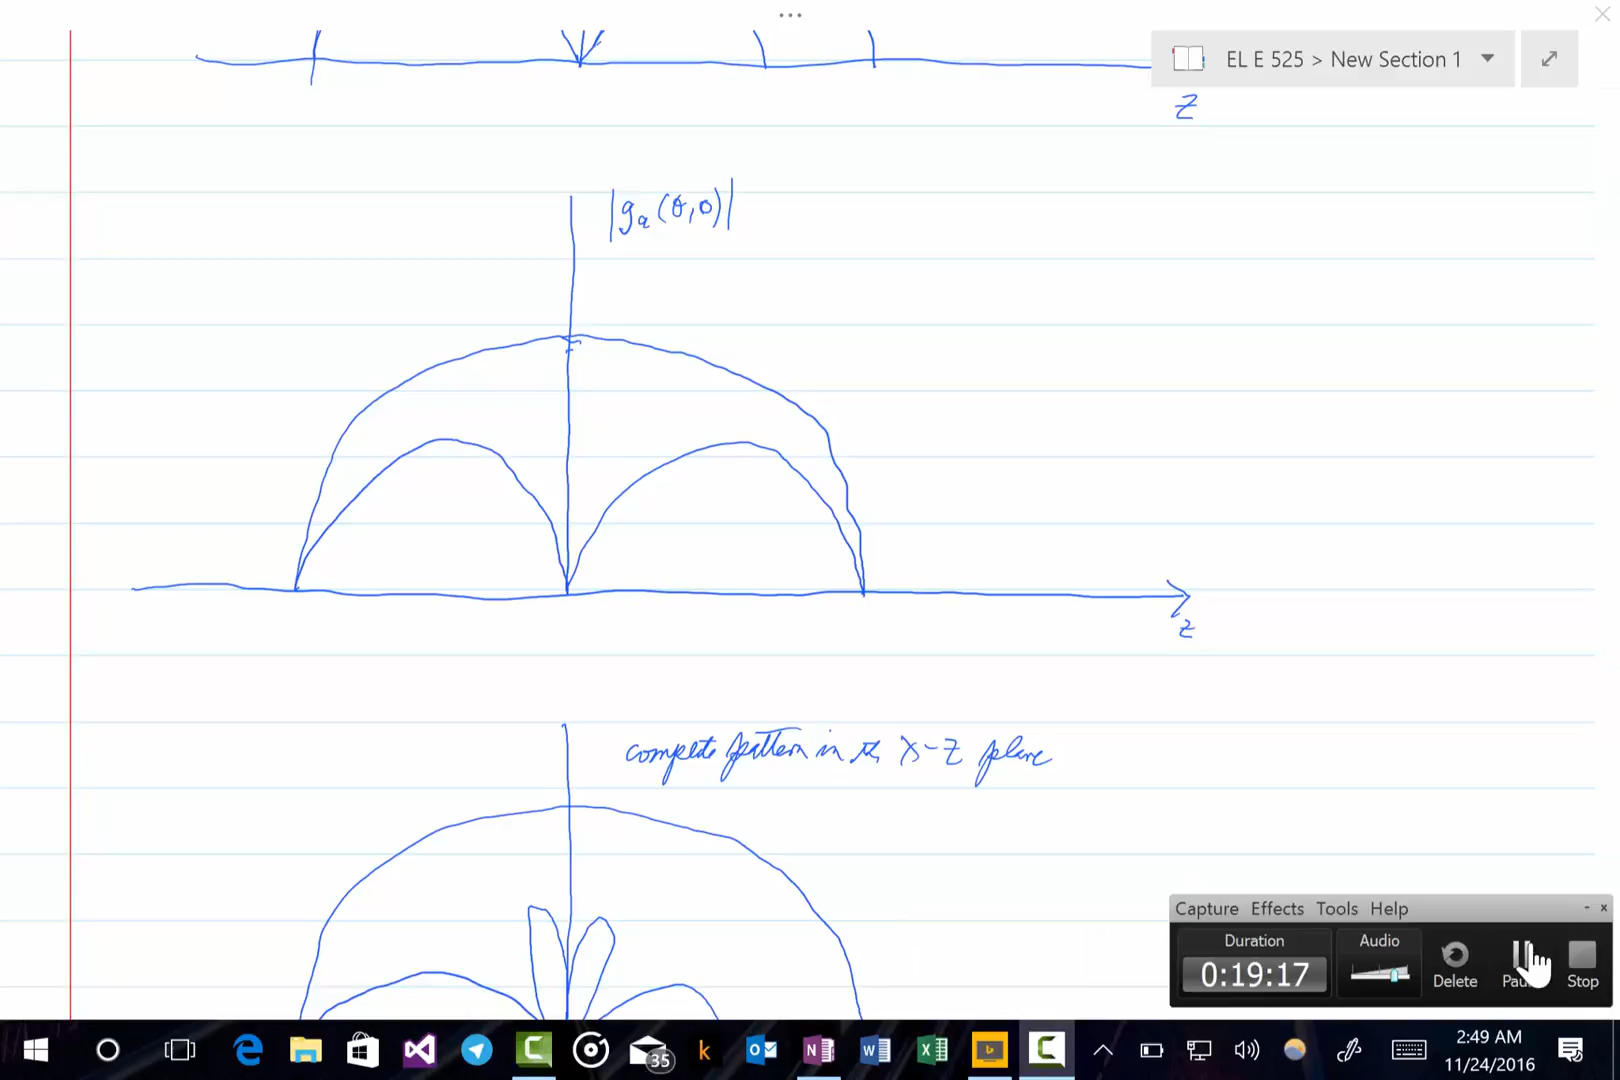 EL E 525 > New Section 1
z
|gₐ(θ,0)|
z
complete pattern in the X-Z plane
Capture Effects Tools Help
Duration
0:19:17
Audio
Delete
Stop
35
2:49 AM
11/24/2016